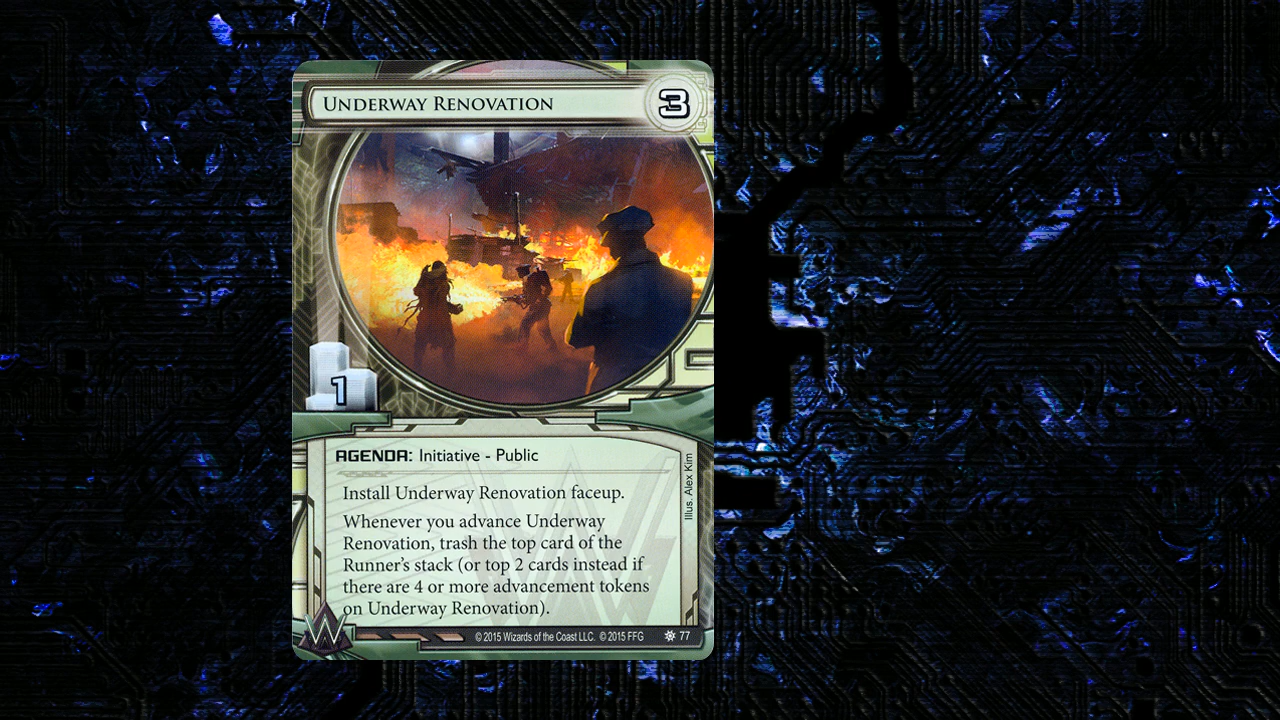 UNDERWAY RENOVATION
3
1
AGENDA: Initiative - Public
Install Underway Renovation faceup.
Whenever you advance Underway
Renovation, trash the top card of the
Runner's stack (or top 2 cards instead if
there are 4 or more advancement tokens
on Underway Renovation).
Illus. Alex Kim
© 2015 Wizards of the Coast LLC. © 2015 FFG
77